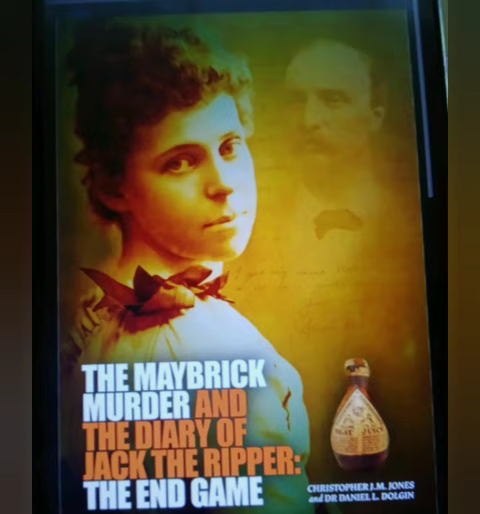 THE MAYBRICK
MURDER AND
THE DIARY OF
JACK THE RIPPER:
THE END GAME
CHRISTOPHER J.M. JONES
and DR DANIEL L. DOLGIN